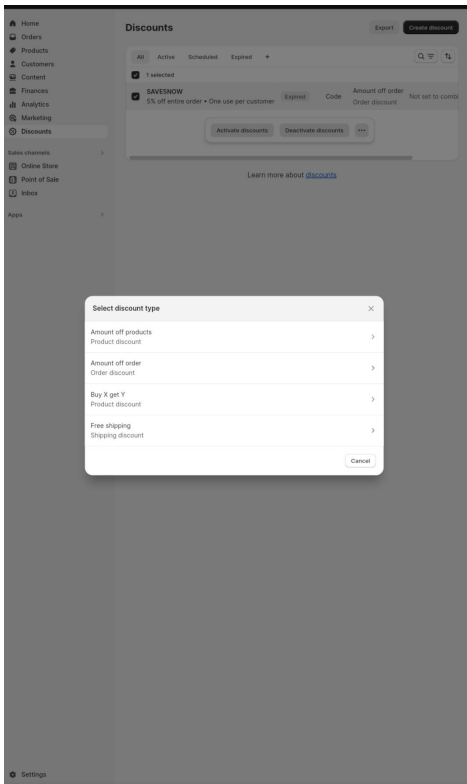 Home
Orders
Products
Customers
Content
Finances
Analytics
Marketing
Discounts
Sales channels
Online Store
Point of Sale
Inbox
Apps
Settings
Discounts
Export
Create discount
All Active Scheduled Expired +
1 selected
SAVESNOW
5% off entire order • One use per customer
Expired
Code
Amount off order
Order discount
Not set to combi
Activate discounts Deactivate discounts ...
Learn more about discounts
Select discount type
Amount off products
Product discount
Amount off order
Order discount
Buy X get Y
Product discount
Free shipping
Shipping discount
Cancel